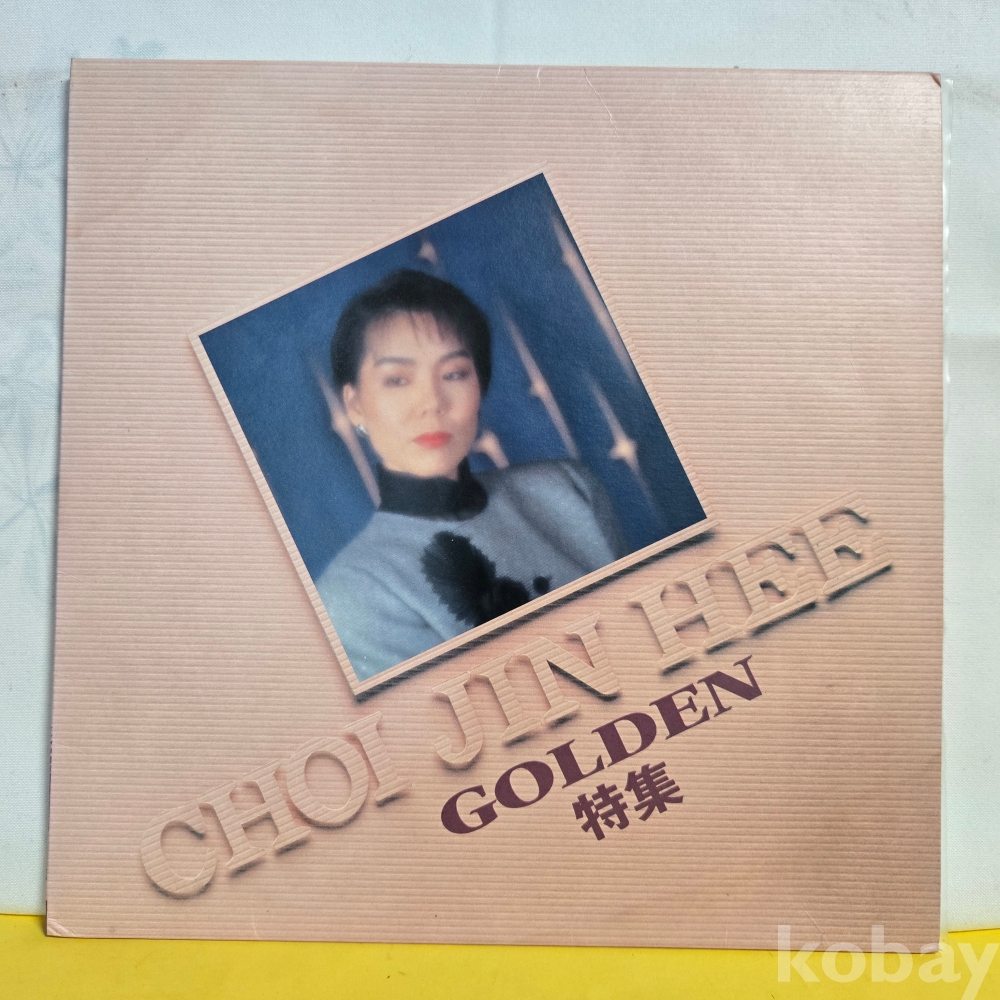 CHOI JIN HEE
GOLDEN
特集
kobay